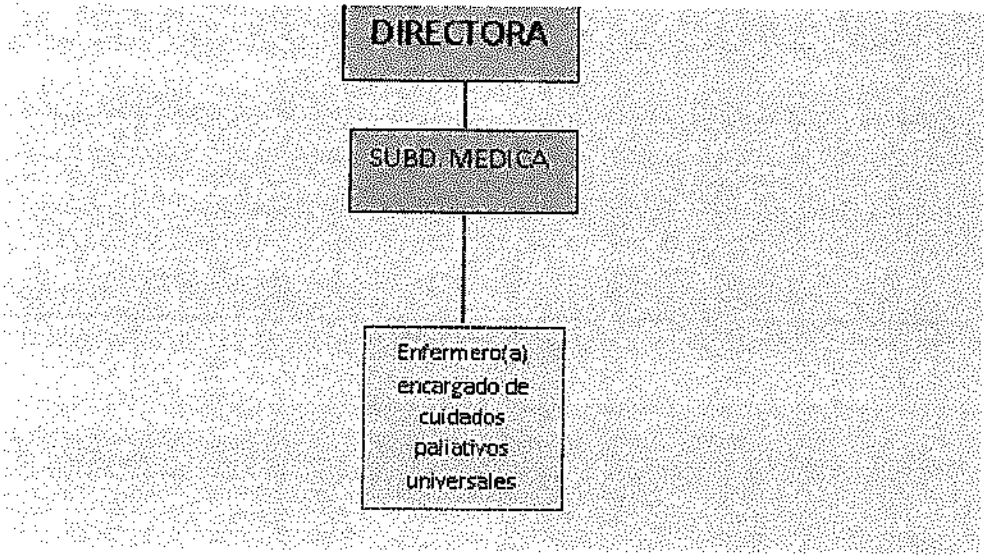 DIRECTORA
SUBD. MEDICA
Enfermero(a)
encargado de
cuidados
paliativos
universales